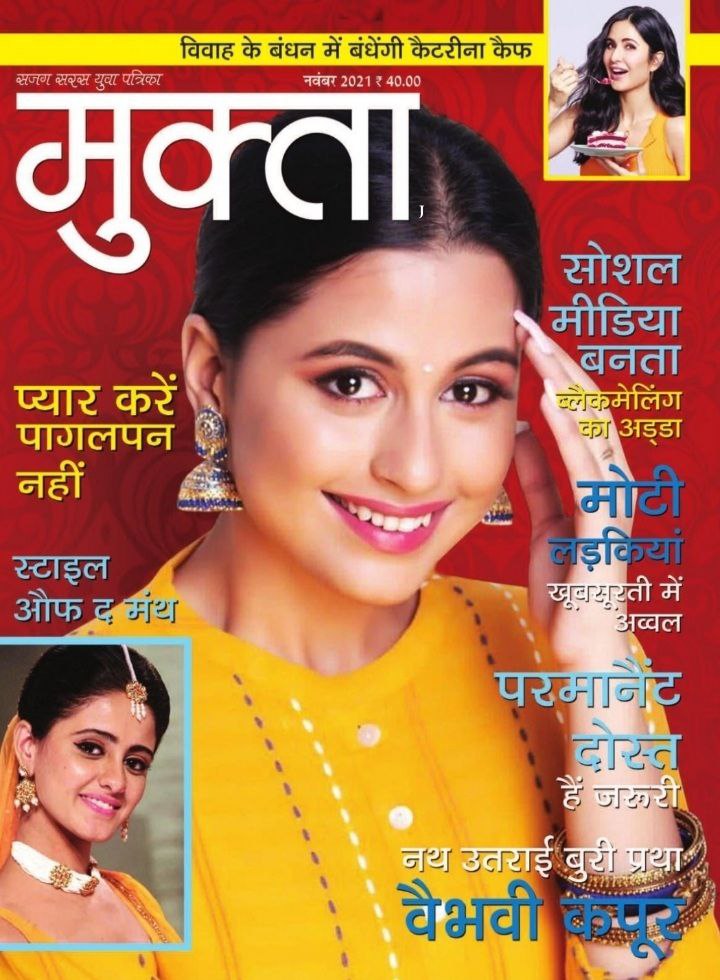 विवाह के बंधन में बंधेंगी कैटरीना कैफ
सजग सरस युवा पत्रिका
नवंबर 2021 ₹ 40.00
मुक्ता
सोशल
मीडिया
बनता
ब्लैकमेलिंग
का अड्डा
प्यार करें
पागलपन
नहीं
मोटी
लड़कियां
खूबसूरती में
अव्वल
स्टाइल
औफ द मंथ
परमानैंट
दोस्त
हैं जरूरी
नथ उतराई बुरी प्रथा
वैभवी कपूर